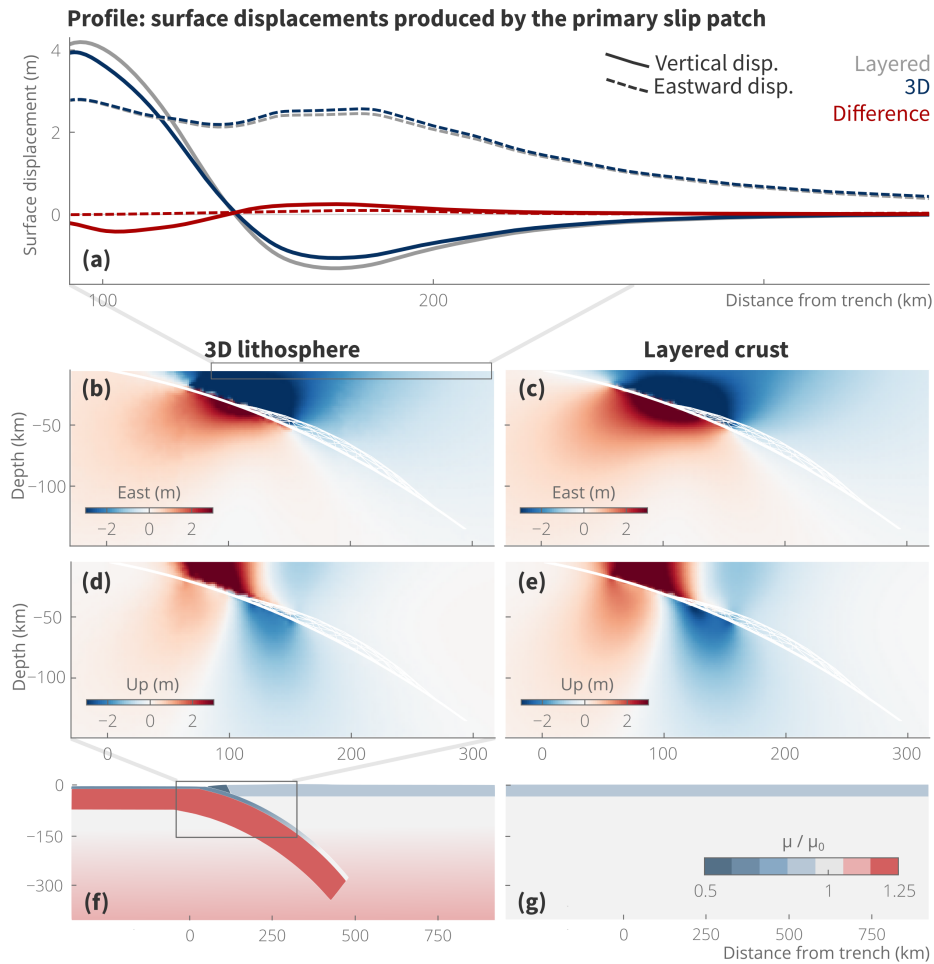 Profile: surface displacements produced by the primary slip patch
Surface displacement (m)
4
2
0
Vertical disp.
Eastward disp.
Layered
3D
Difference
(a)
100
200
Distance from trench (km)
3D lithosphere
Layered crust
Depth (km)
−50
−100
(b)
East (m)
−2 0 2
(c)
East (m)
−2 0 2
Depth (km)
−50
−100
(d)
Up (m)
−2 0 2
(e)
Up (m)
−2 0 2
0 100 200 300
0 100 200 300
0
−150
−300
(f)
(g)
μ / μ₀
0.5 1 1.25
0 250 500 750
0 250 500 750
Distance from trench (km)